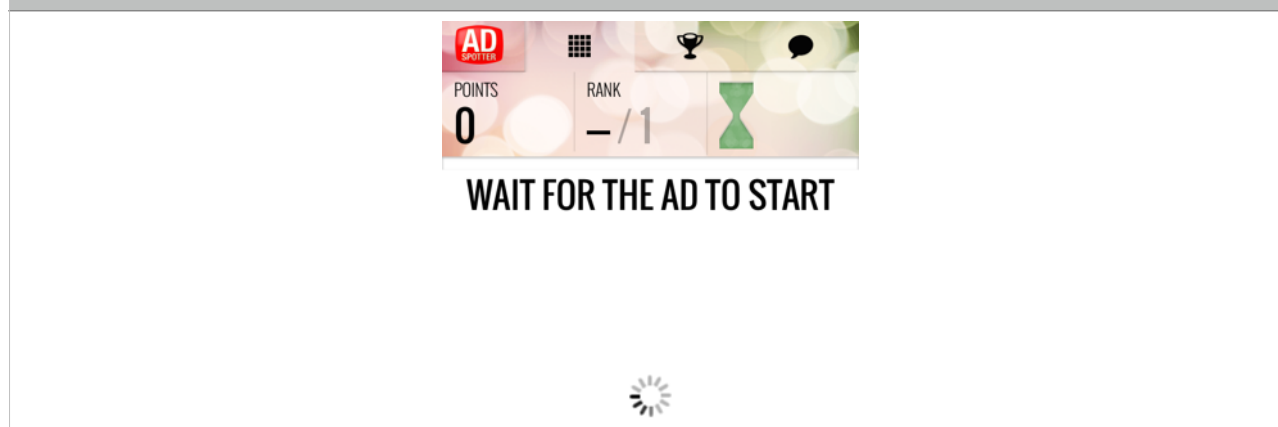 AD
SPOTTER
POINTS RANK
0 –/1
WAIT FOR THE AD TO START